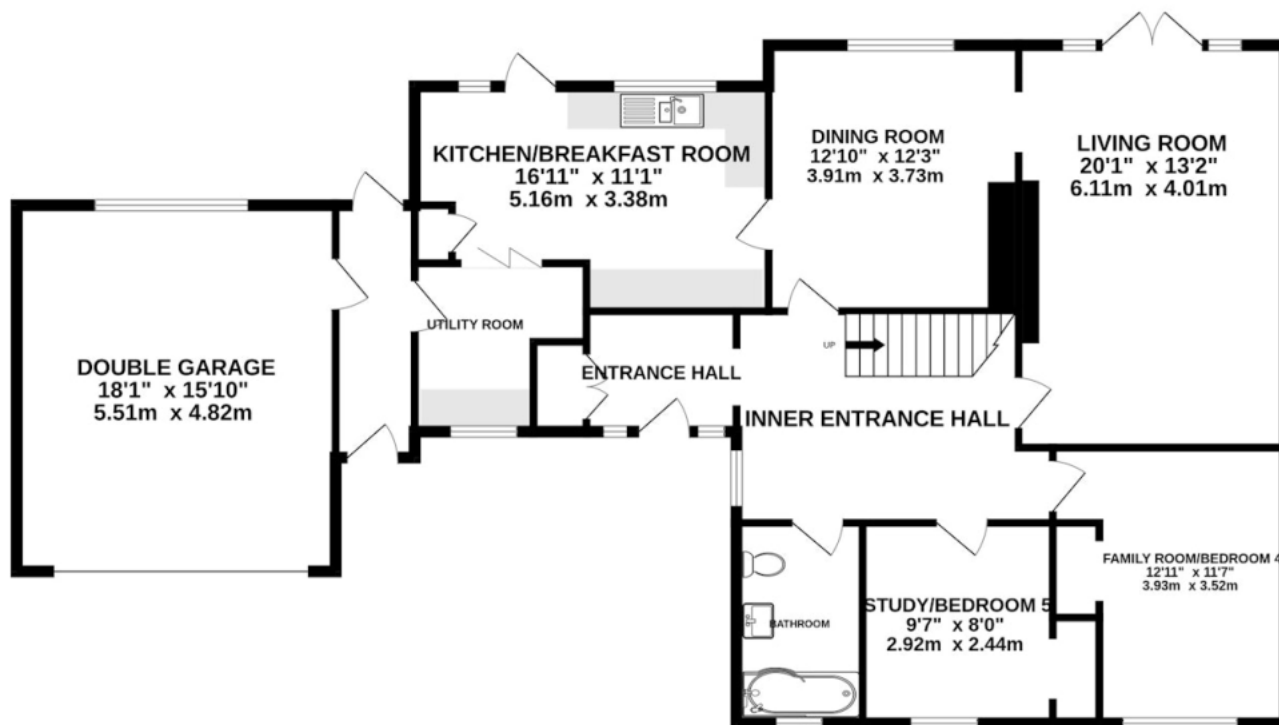 KITCHEN/BREAKFAST ROOM
16'11" x 11'1"
5.16m x 3.38m
DINING ROOM
12'10" x 12'3"
3.91m x 3.73m
LIVING ROOM
20'1" x 13'2"
6.11m x 4.01m
DOUBLE GARAGE
18'1" x 15'10"
5.51m x 4.82m
UTILITY ROOM
ENTRANCE HALL
UP
INNER ENTRANCE HALL
BATHROOM
STUDY/BEDROOM 5
9'7" x 8'0"
2.92m x 2.44m
FAMILY ROOM/BEDROOM 4
12'11" x 11'7"
3.93m x 3.52m